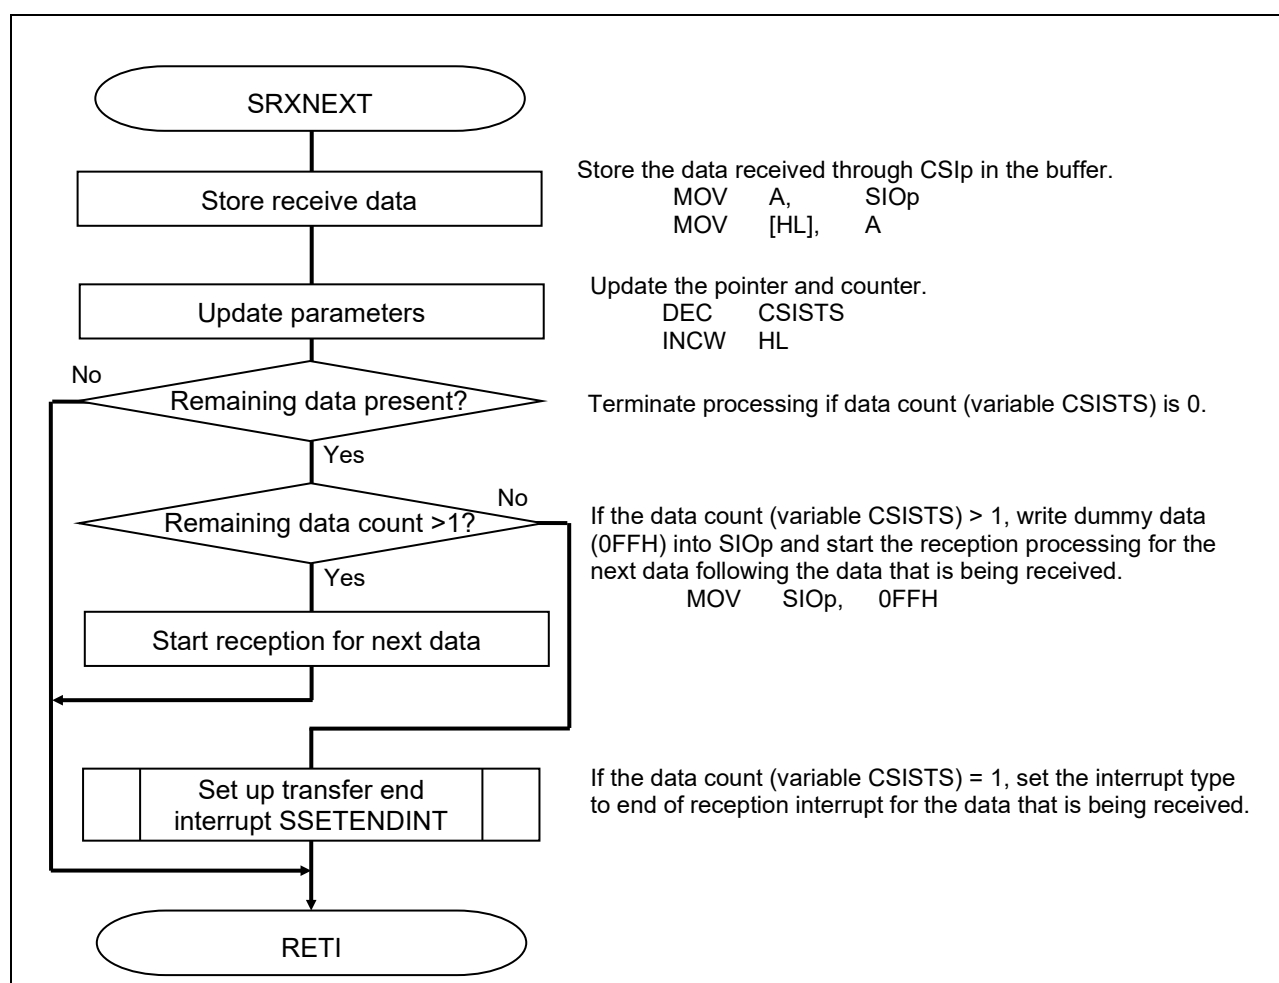 SRXNEXT
Store receive data
Store the data received through CSIp in the buffer.
MOV A, SIOp
MOV [HL], A
Update parameters
Update the pointer and counter.
DEC CSISTS
INCW HL
No
Remaining data present?
Terminate processing if data count (variable CSISTS) is 0.
Yes
No
Remaining data count >1?
If the data count (variable CSISTS) > 1, write dummy data
(0FFH) into SIOp and start the reception processing for the
next data following the data that is being received.
MOV SIOp, 0FFH
Yes
Start reception for next data
Set up transfer end
interrupt SSETENDINT
If the data count (variable CSISTS) = 1, set the interrupt type
to end of reception interrupt for the data that is being received.
RETI